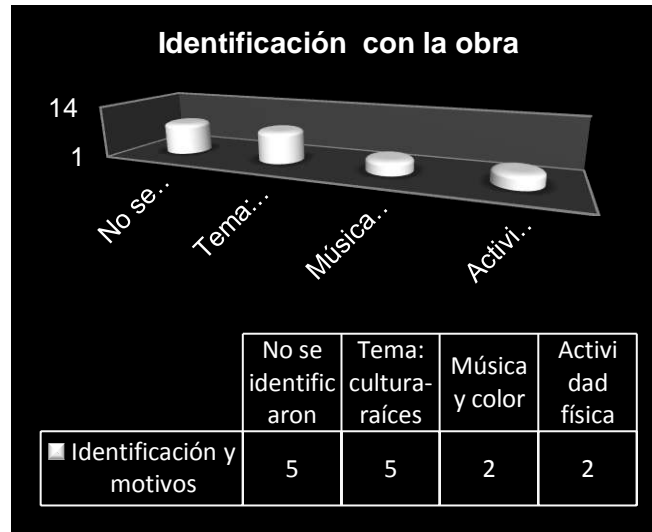 Identificación con la obra
14
1
No se..
Tema:...
Música..
Activi..
No se
identific
aron
Tema:
cultura-
raíces
Música
y color
Activi
dad
física
Identificación y
motivos
5
5
2
2